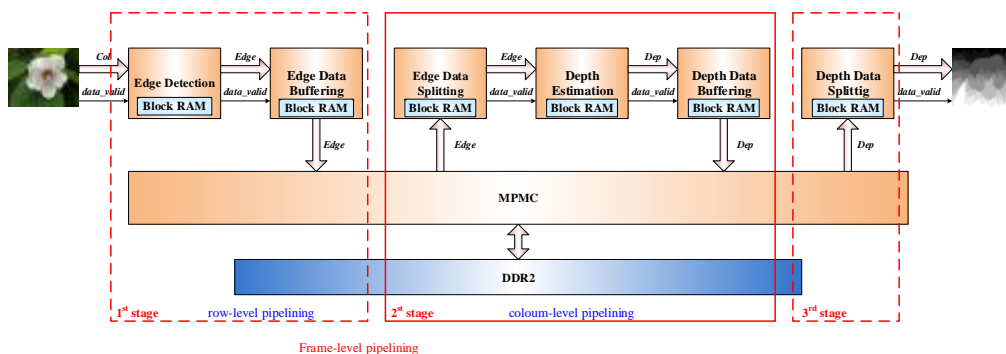 Col
data_valid
Edge Detection
Block RAM
Edge
data_valid
Edge Data
Buffering
Block RAM
Edge
Edge Data
Splitting
Block RAM
Edge
Edge
data_valid
Depth
Estimation
Block RAM
Dep
data_valid
Depth Data
Buffering
Block RAM
Dep
Depth Data
Splittig
Block RAM
Dep
Dep
data_valid
MPMC
DDR2
1st stage
row-level pipelining
2nd stage
coloum-level pipelining
3rd stage
Frame-level pipelining